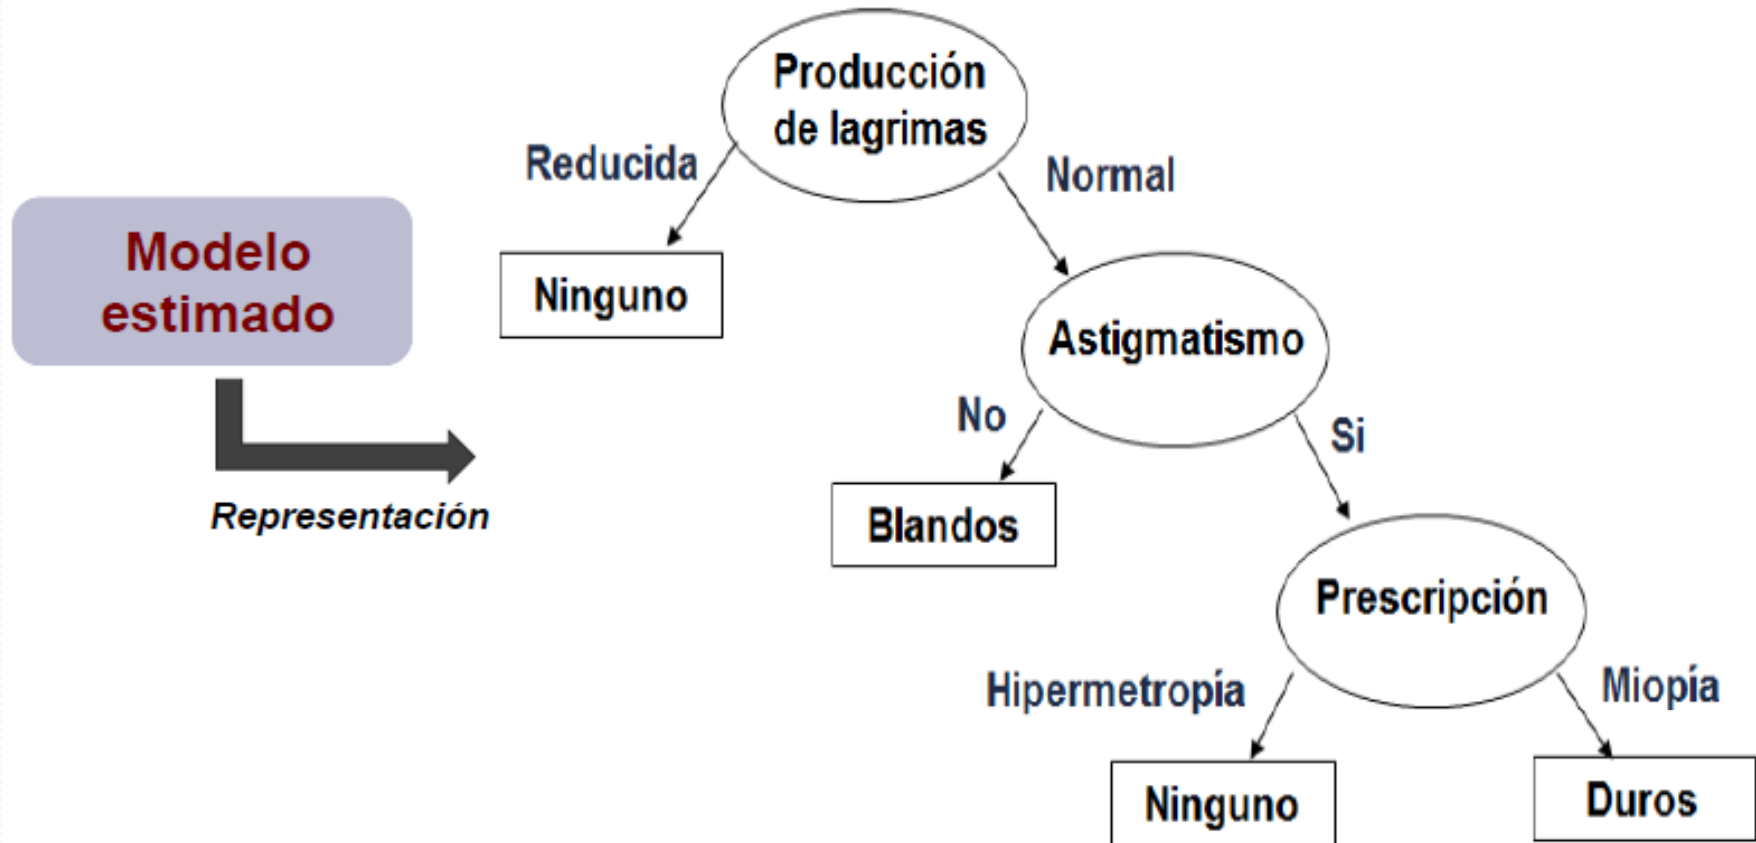 Producción
de lagrimas
Reducida
Normal
Modelo
estimado
Ninguno
Astigmatismo
No
Si
Representación
Blandos
Prescripción
Hipermetropía
Miopía
Ninguno
Duros